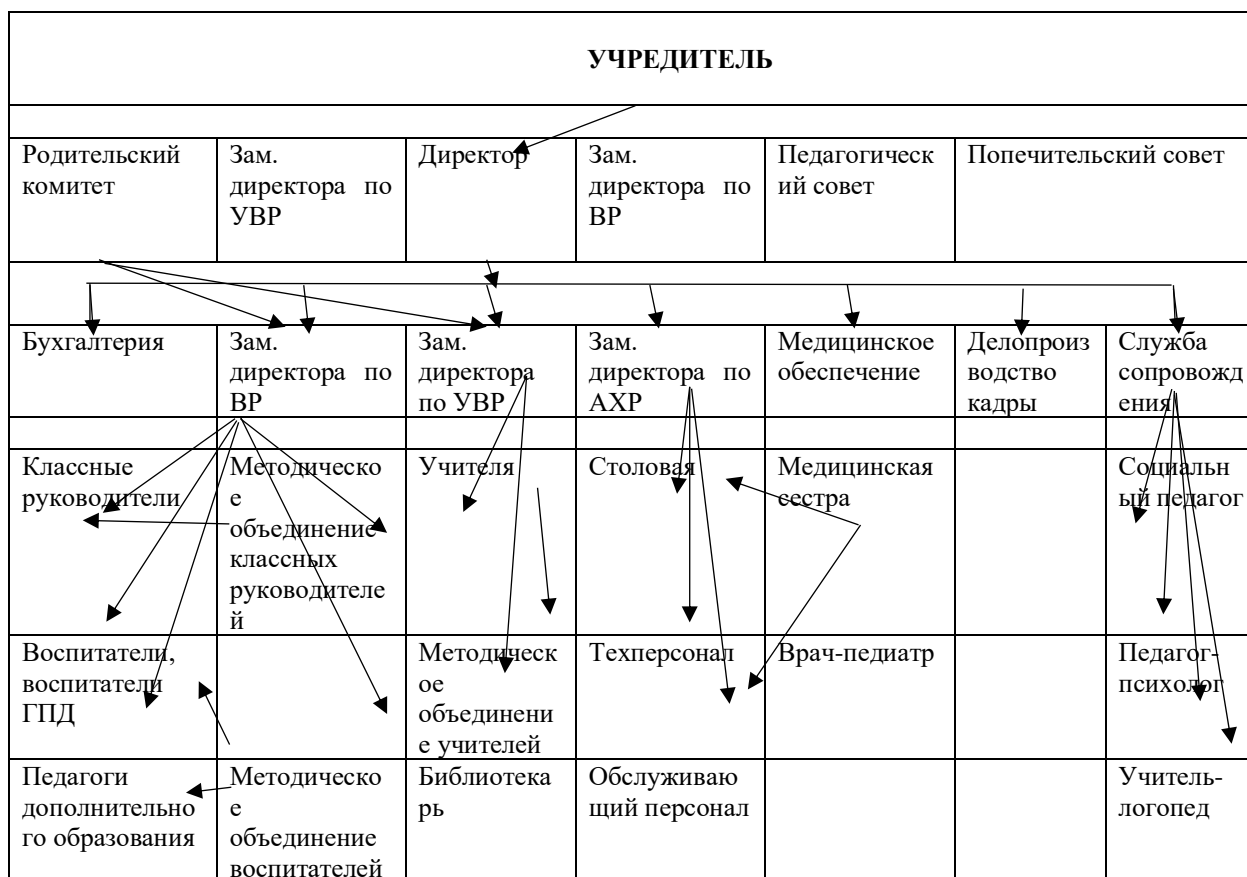 УЧРЕДИТЕЛЬ
Родительский
комитет
Зам.
директора по
УВР
Директор
Зам.
директора по
ВР
Педагогическ
ий совет
Попечительский совет
Бухгалтерия
Зам.
директора по
ВР
Зам.
директора
по УВР
Зам.
директора по
АХР
Медицинское
обеспечение
Делопроиз
водство
кадры
Служба
сопровожд
ения
Классные
руководители
Методическо
е
объединение
классных
руководителе
й
Учителя
Столовая
Медицинская
сестра
Социальн
ый педагог
Воспитатели,
воспитатели
ГПД
Методическ
ое
объединени
е учителей
Техперсонал
Врач-педиатр
Педагог-
психолог
Педагоги
дополнительно
го образования
Методическо
е
объединение
воспитателей
Библиотека
рь
Обслуживаю
щий персонал
Учитель-
логопед